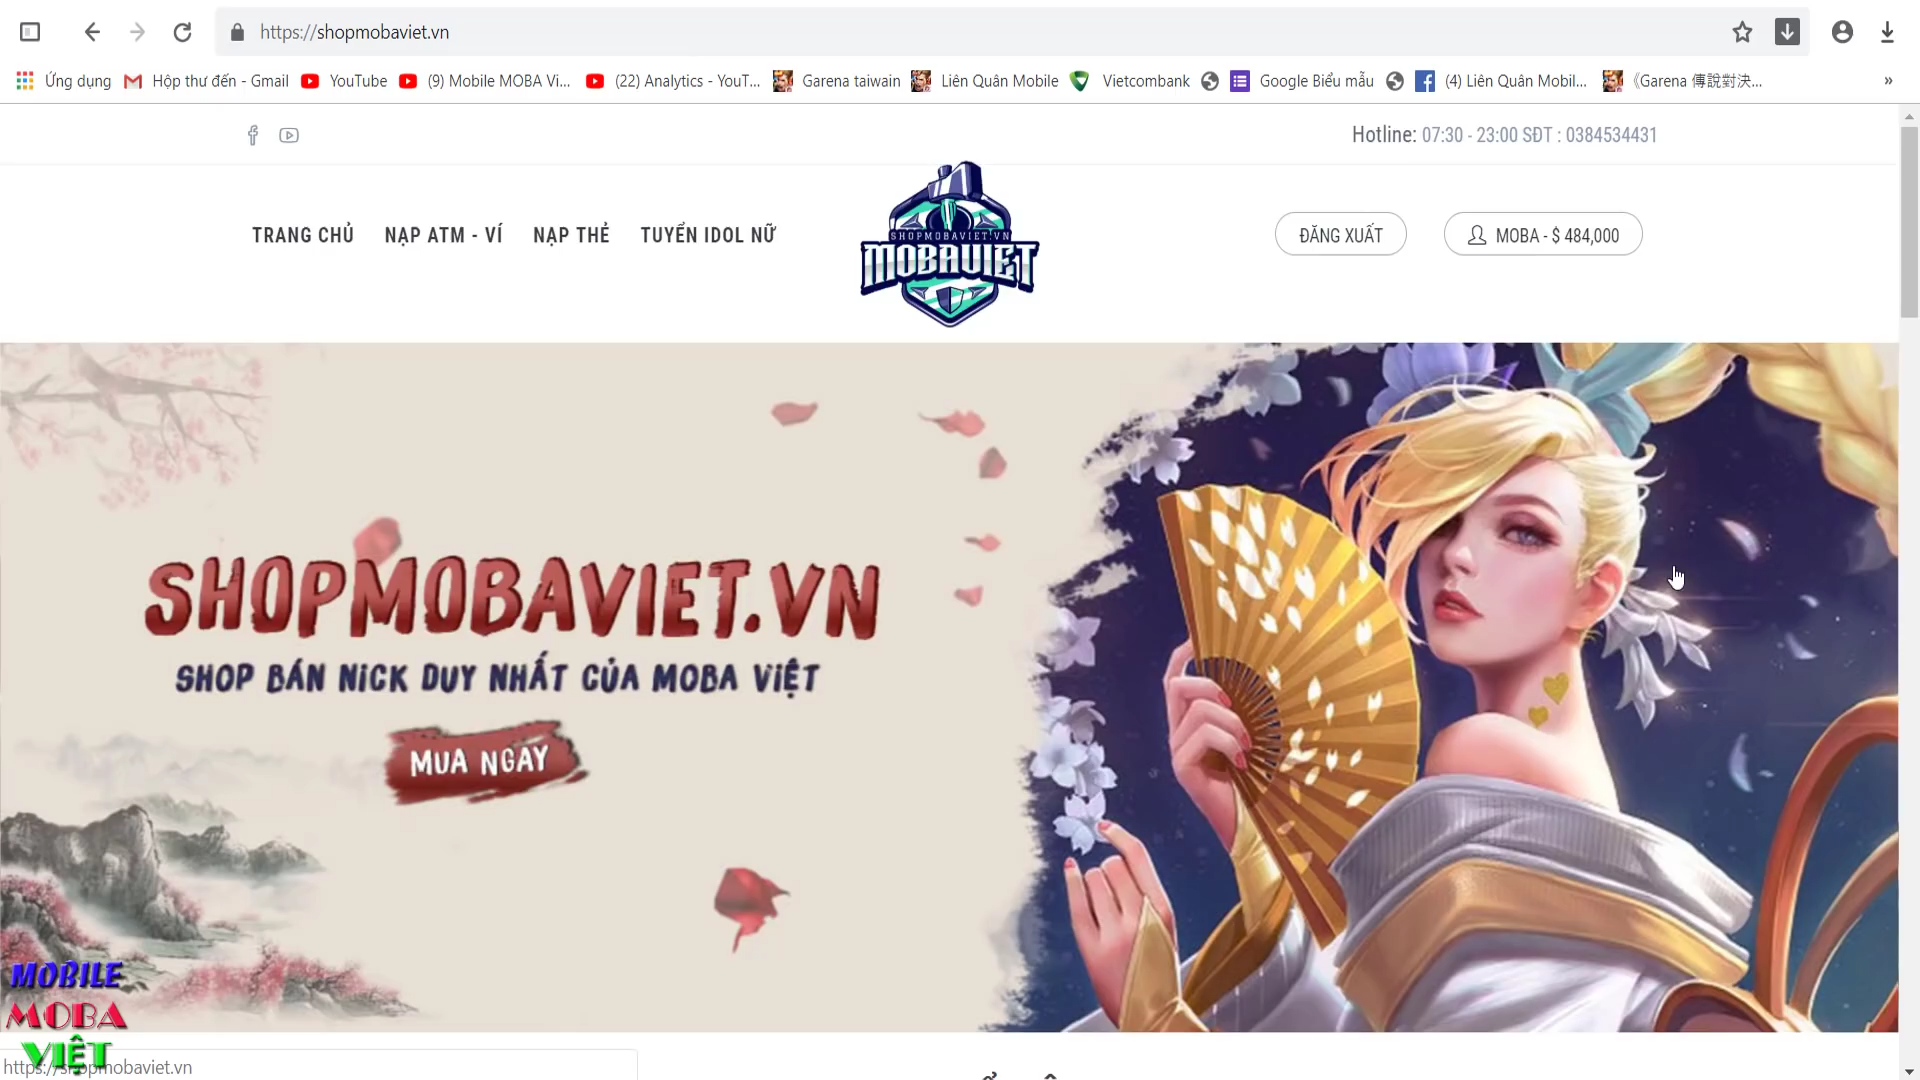 https://shopmobaviet.vn
Ứng dụng Hộp thư đến - Gmail YouTube (9) Mobile MOBA Vi... (22) Analytics - YouT... Garena taiwain Liên Quân Mobile Vietcombank Google Biểu mẫu (4) Liên Quân Mobil... 《Garena 傳說對決... »
Hotline: 07:30 - 23:00 SĐT : 0384534431
TRANG CHỦ NẠP ATM - VÍ NẠP THẺ TUYỂN IDOL NỮ
SHOPMOBAVIET.VN
MOBAVIET
ĐĂNG XUẤT MOBA - $ 484,000
SHOPMOBAVIET.VN
SHOP BÁN NICK DUY NHẤT CỦA MOBA VIỆT
MUA NGAY
MOBILE
MOBA
VIỆT
https://shopmobaviet.vn